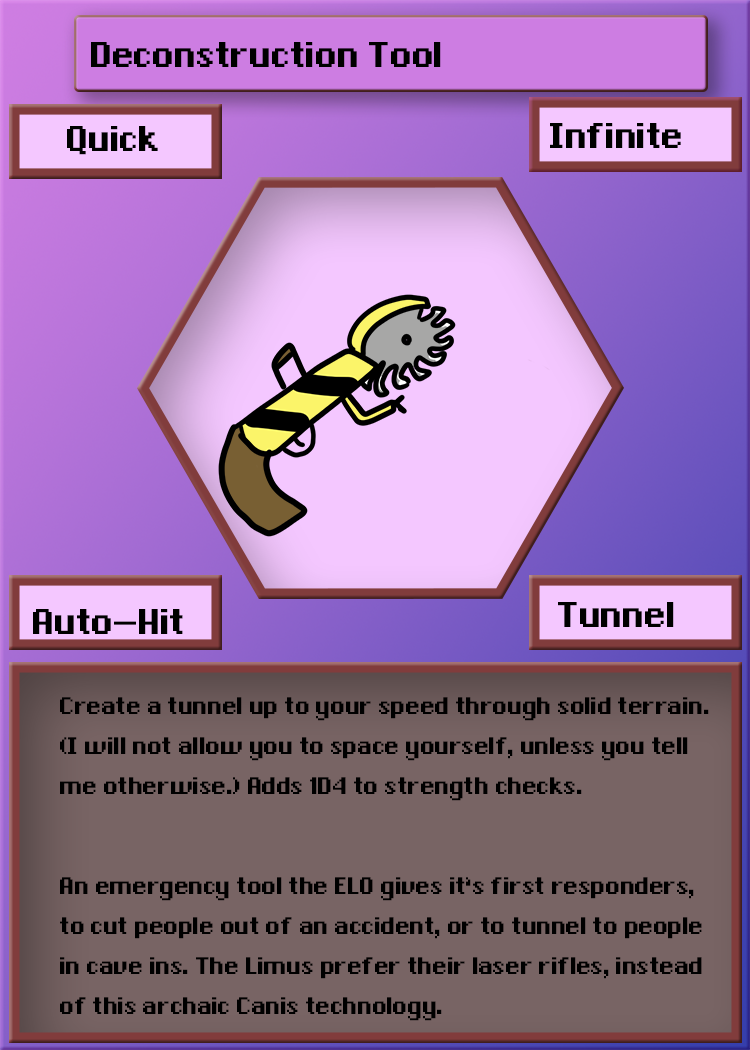 Deconstruction Tool
Quick
Infinite
Auto-Hit
Tunnel
Create a tunnel up to your speed through solid terrain.
(I will not allow you to space yourself, unless you tell
me otherwise.) Adds 1D4 to strength checks.
An emergency tool the ELO gives it's first responders,
to cut people out of an accident, or to tunnel to people
in cave ins. The Limus prefer their laser rifles, instead
of this archaic Canis technology.